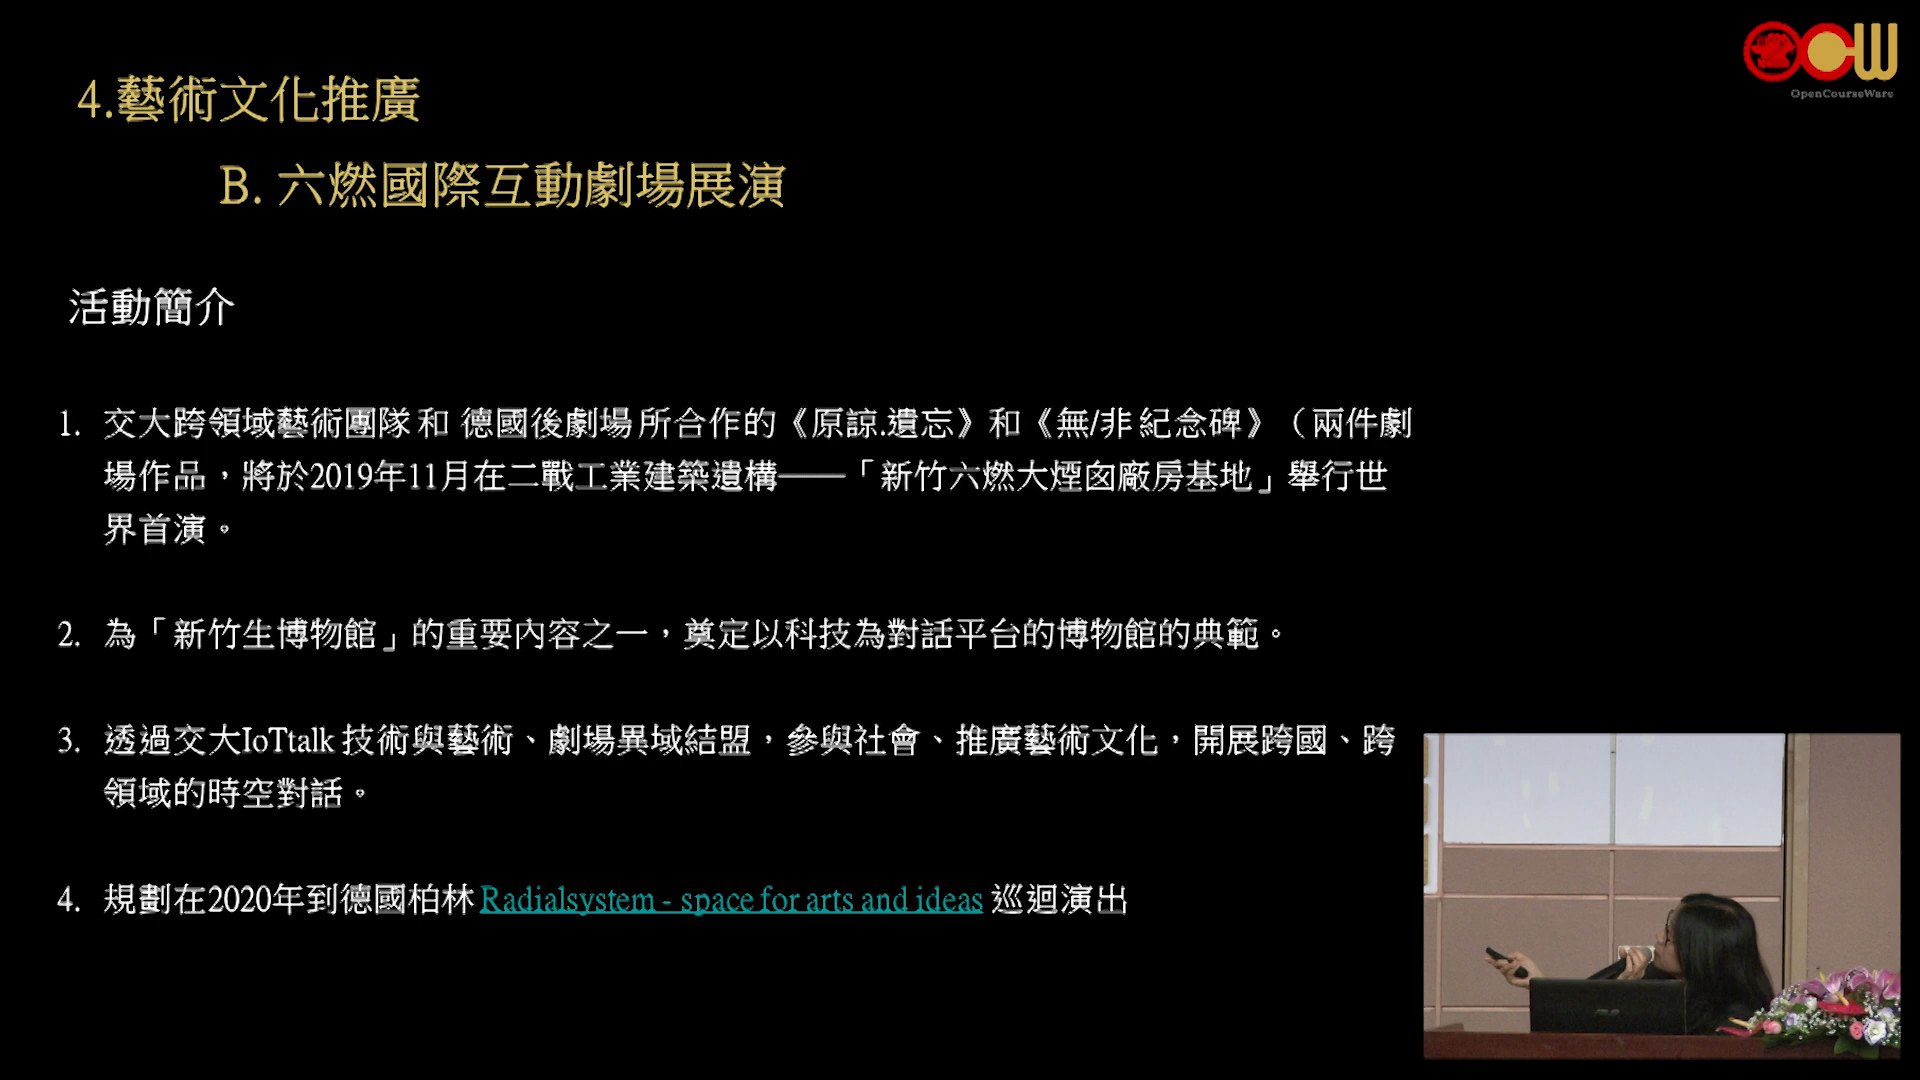 OpenCourseWare
4.藝術文化推廣
B. 六燃國際互動劇場展演
活動簡介
1. 交大跨領域藝術團隊 和 德國後劇場 所合作的《原諒.遺忘》和《無/非 紀念碑》（兩件劇
場作品，將於2019年11月在二戰工業建築遺構——「新竹六燃大煙囪廠房基地」舉行世
界首演。
2. 為「新竹生博物館」的重要內容之一，奠定以科技為對話平台的博物館的典範。
3. 透過交大IoTtalk 技術與藝術、劇場異域結盟，參與社會、推廣藝術文化，開展跨國、跨
領域的時空對話。
4. 規劃在2020年到德國柏林 Radialsystem - space for arts and ideas 巡迴演出